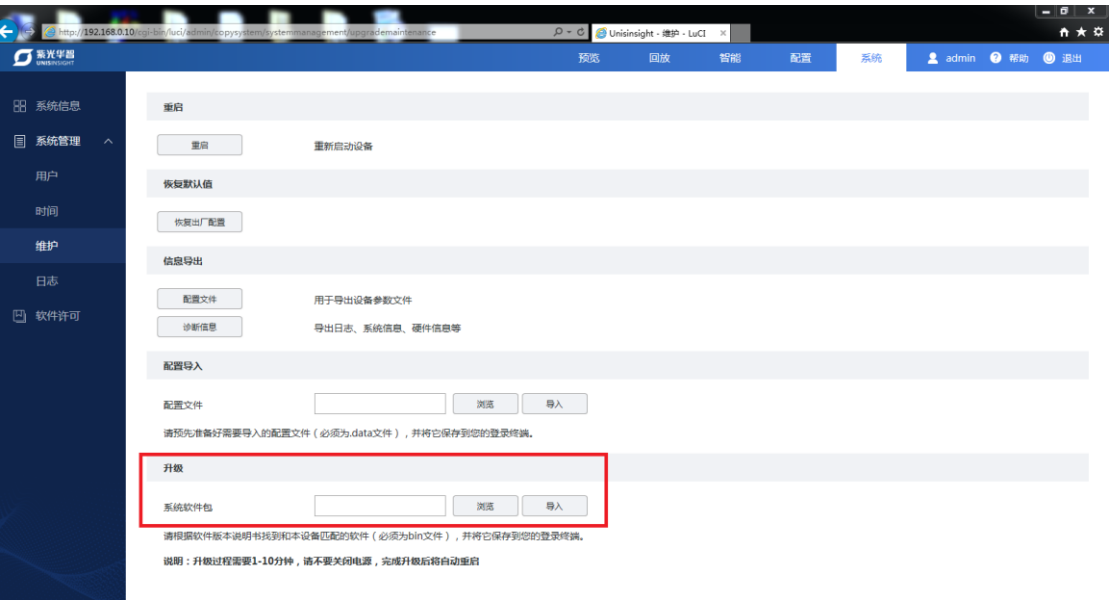 http://192.168.0.10/cgi-bin/luci/admin/copysystem/systemmanagement/upgrademaintenance
Unisinsight - 维护 - LuCI
紫光华智
UNISINSIGHT
预览 回放 智能 配置 系统 admin 帮助 退出
系统信息
系统管理
用户
时间
维护
日志
软件许可
重启
重启 重新启动设备
恢复默认值
恢复出厂配置
信息导出
配置文件 用于导出设备参数文件
诊断信息 导出日志、系统信息、硬件信息等
配置导入
配置文件 浏览 导入
请预先准备好需要导入的配置文件（必须为.data文件），并将它保存到您的登录终端。
升级
系统软件包 浏览 导入
请根据软件版本说明书找到和本设备匹配的软件（必须为bin文件），并将它保存到您的登录终端。
说明：升级过程需要1-10分钟，请不要关闭电源，完成升级后将自动重启